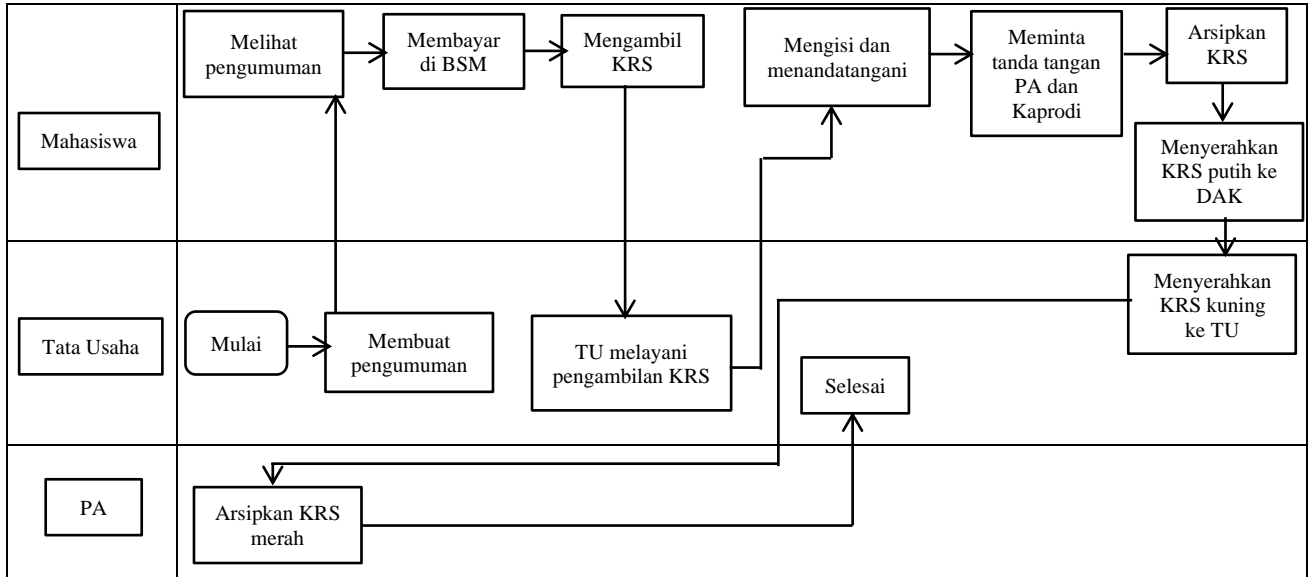 Mahasiswa
Melihat
pengumuman
Membayar
di BSM
Mengambil
KRS
Mengisi dan
menandatangani
Meminta
tanda tangan
PA dan
Kaprodi
Arsipkan
KRS
Menyerahkan
KRS putih ke
DAK
Tata Usaha
Mulai
Membuat
pengumuman
TU melayani
pengambilan KRS
Selesai
Menyerahkan
KRS kuning
ke TU
PA
Arsipkan KRS
merah